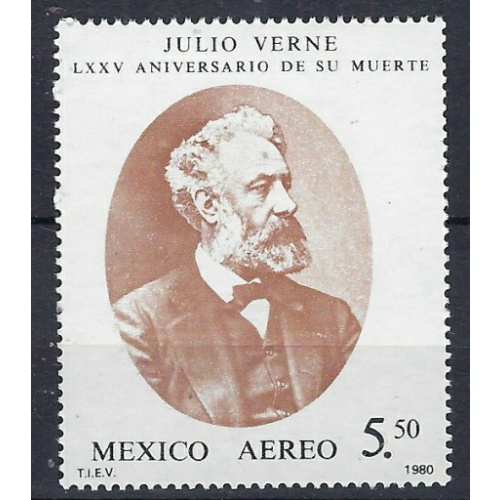 JULIO VERNE
LXXV ANIVERSARIO DE SU MUERTE
MEXICO AEREO 5.50
T.I.E.V. 1980